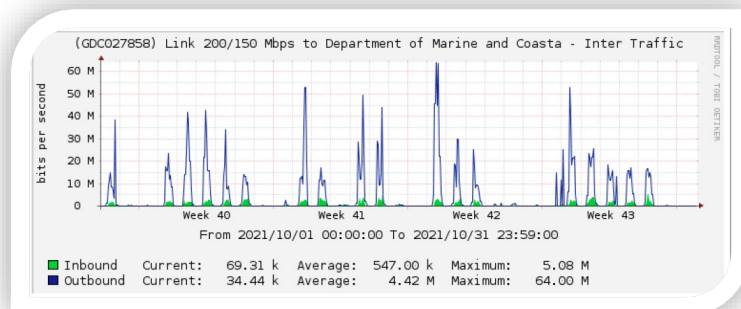 (GDC027858) Link 200/150 Mbps to Department of Marine and Coasta - Inter Traffic
RRDTOOL / TOBI OETIKER
bits per second
60 M
50 M
40 M
30 M
20 M
10 M
0
Week 40 Week 41 Week 42 Week 43
From 2021/10/01 00:00:00 To 2021/10/31 23:59:00
Inbound Current: 69.31 k Average: 547.00 k Maximum: 5.08 M
Outbound Current: 34.44 k Average: 4.42 M Maximum: 64.00 M